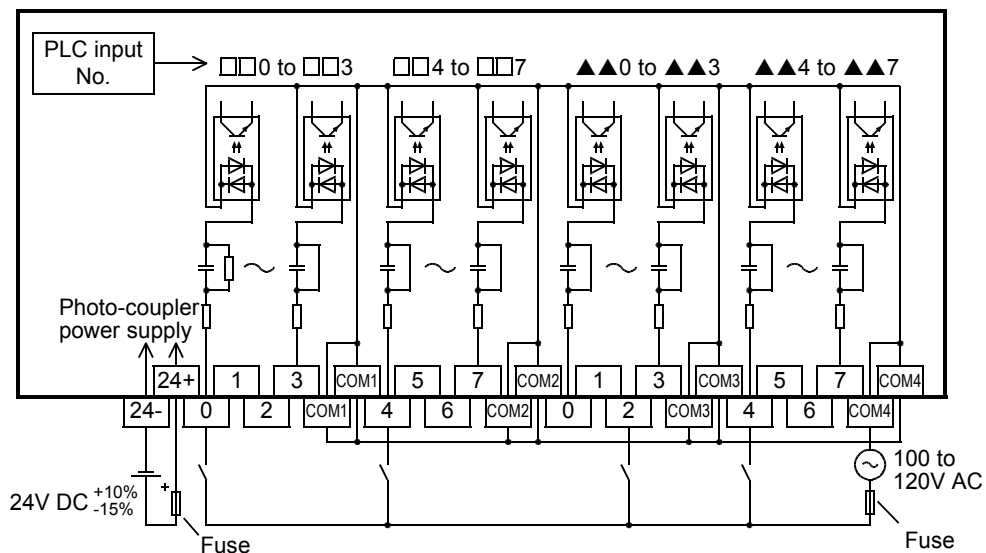 PLC input
No.
□□0 to □□3
□□4 to □□7
▲▲0 to ▲▲3
▲▲4 to ▲▲7
Photo-coupler
power supply
24+ 1 3 COM1 5 7 COM2 1 3 COM3 5 7 COM4
24- 0 2 COM1 4 6 COM2 0 2 COM3 4 6 COM4
24V DC +10%
-15%
+
Fuse
100 to
120V AC
Fuse